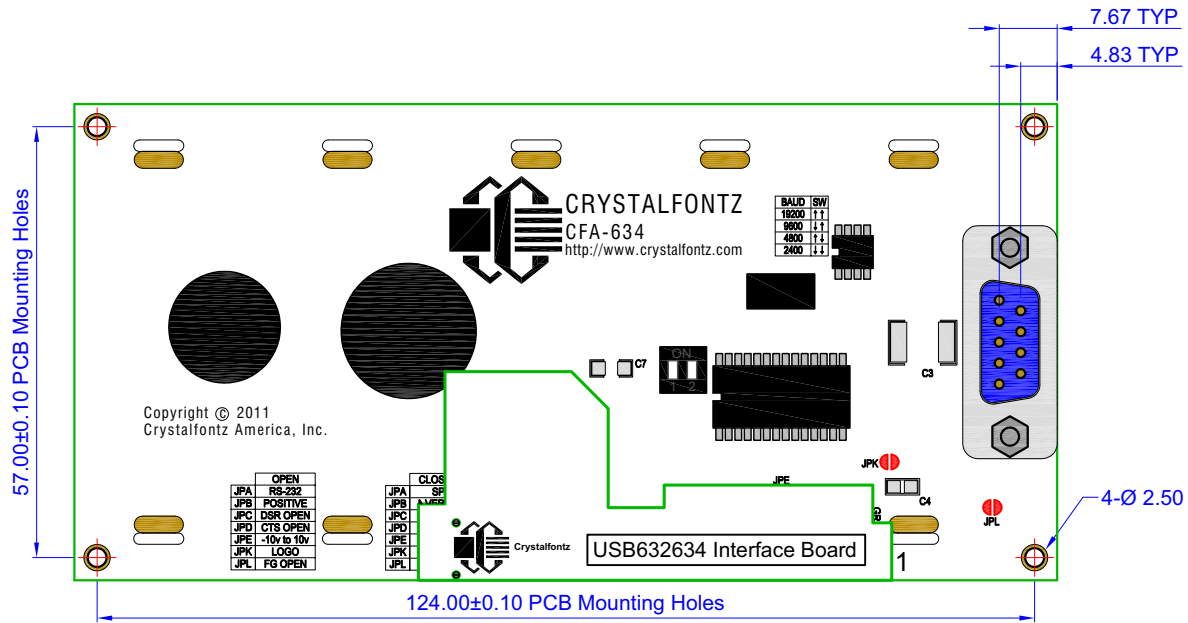 7.67 TYP
4.83 TYP
CRYSTALFONTZ
CFA-634
http://www.crystalfontz.com
BAUD SW
19200 ↑↑
9600 ↓↑
4800 ↑↓
2400 ↓↓
57.00±0.10 PCB Mounting Holes
ON
1 2
C7
C3
Copyright © 2011
Crystalfontz America, Inc.
JPK
C4
JPL
4-Ø 2.50
OPEN
JPA RS-232
JPB POSITIVE
JPC DSR OPEN
JPD CTS OPEN
JPE -10v to 10v
JPK LOGO
JPL FG OPEN
JPA
JPB
JPC
JPD
JPE
JPK
JPL
JPE
Crystalfontz
USB632634 Interface Board
1
124.00±0.10 PCB Mounting Holes